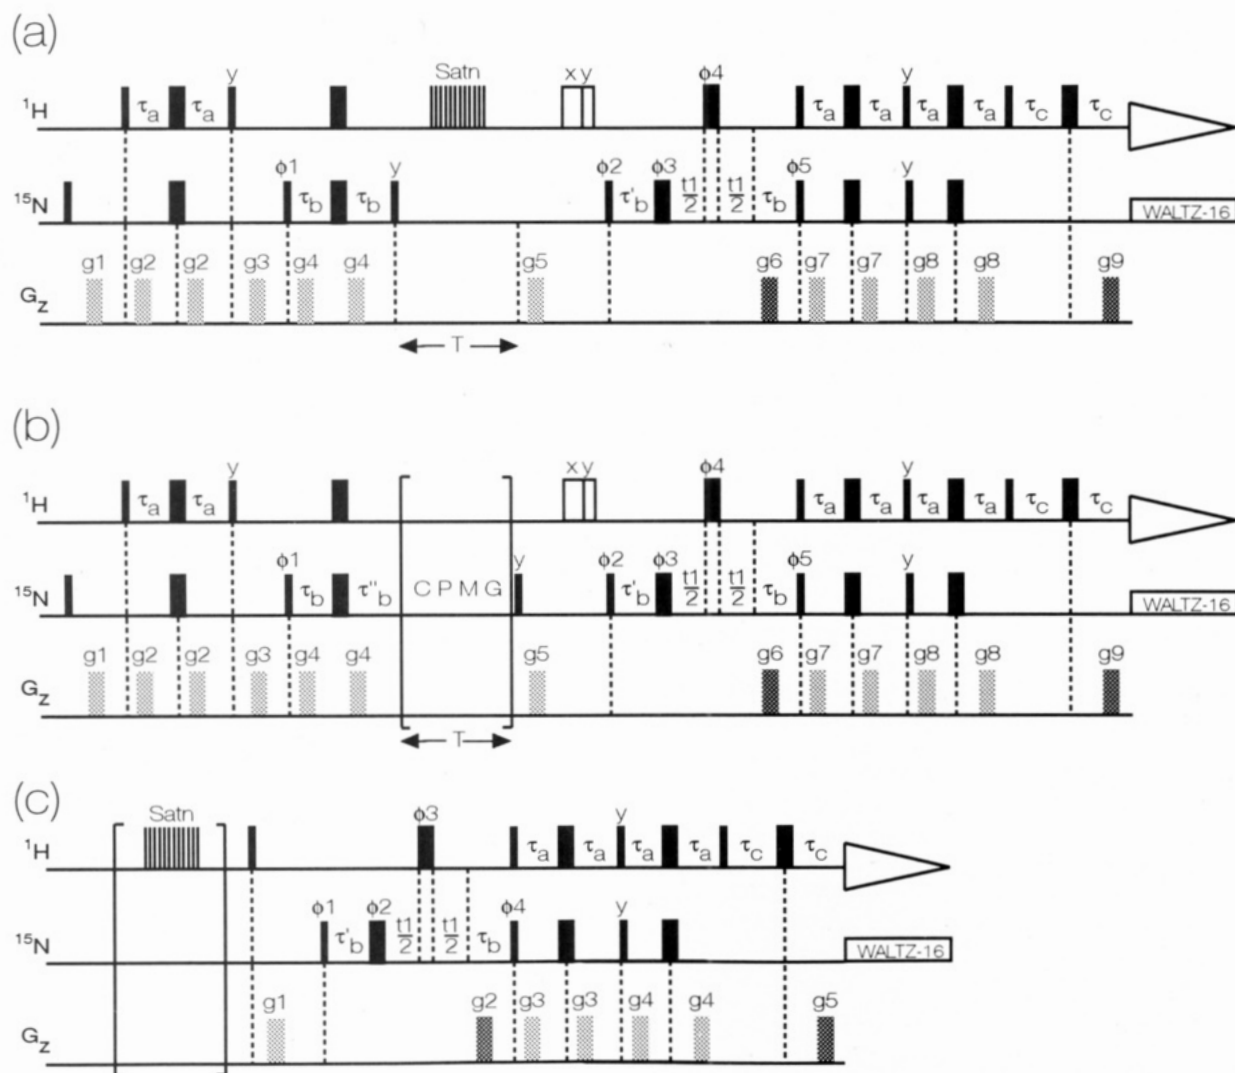 (a)
Satn
y x y ϕ4 y
¹H τa τa τa τa τa τa τc τc
ϕ1 y ϕ2 ϕ3 ϕ5 y
¹⁵N τb τb τ'b t1/2 t1/2 τb WALTZ-16
g1 g2 g2 g3 g4 g4 g5 g6 g7 g7 g8 g8 g9
Gz
T
(b)
y x y ϕ4 y
¹H τa τa τa τa τa τa τc τc
ϕ1 y ϕ2 ϕ3 ϕ5 y
¹⁵N τb τ''b CPMG τ'b t1/2 t1/2 τb WALTZ-16
g1 g2 g2 g3 g4 g4 g5 g6 g7 g7 g8 g8 g9
Gz
T
(c)
Satn ϕ3 y
¹H τa τa τa τa τc τc
ϕ1 ϕ2 ϕ4 y
¹⁵N τ'b t1/2 t1/2 τb WALTZ-16
g1 g2 g3 g3 g4 g4 g5
Gz